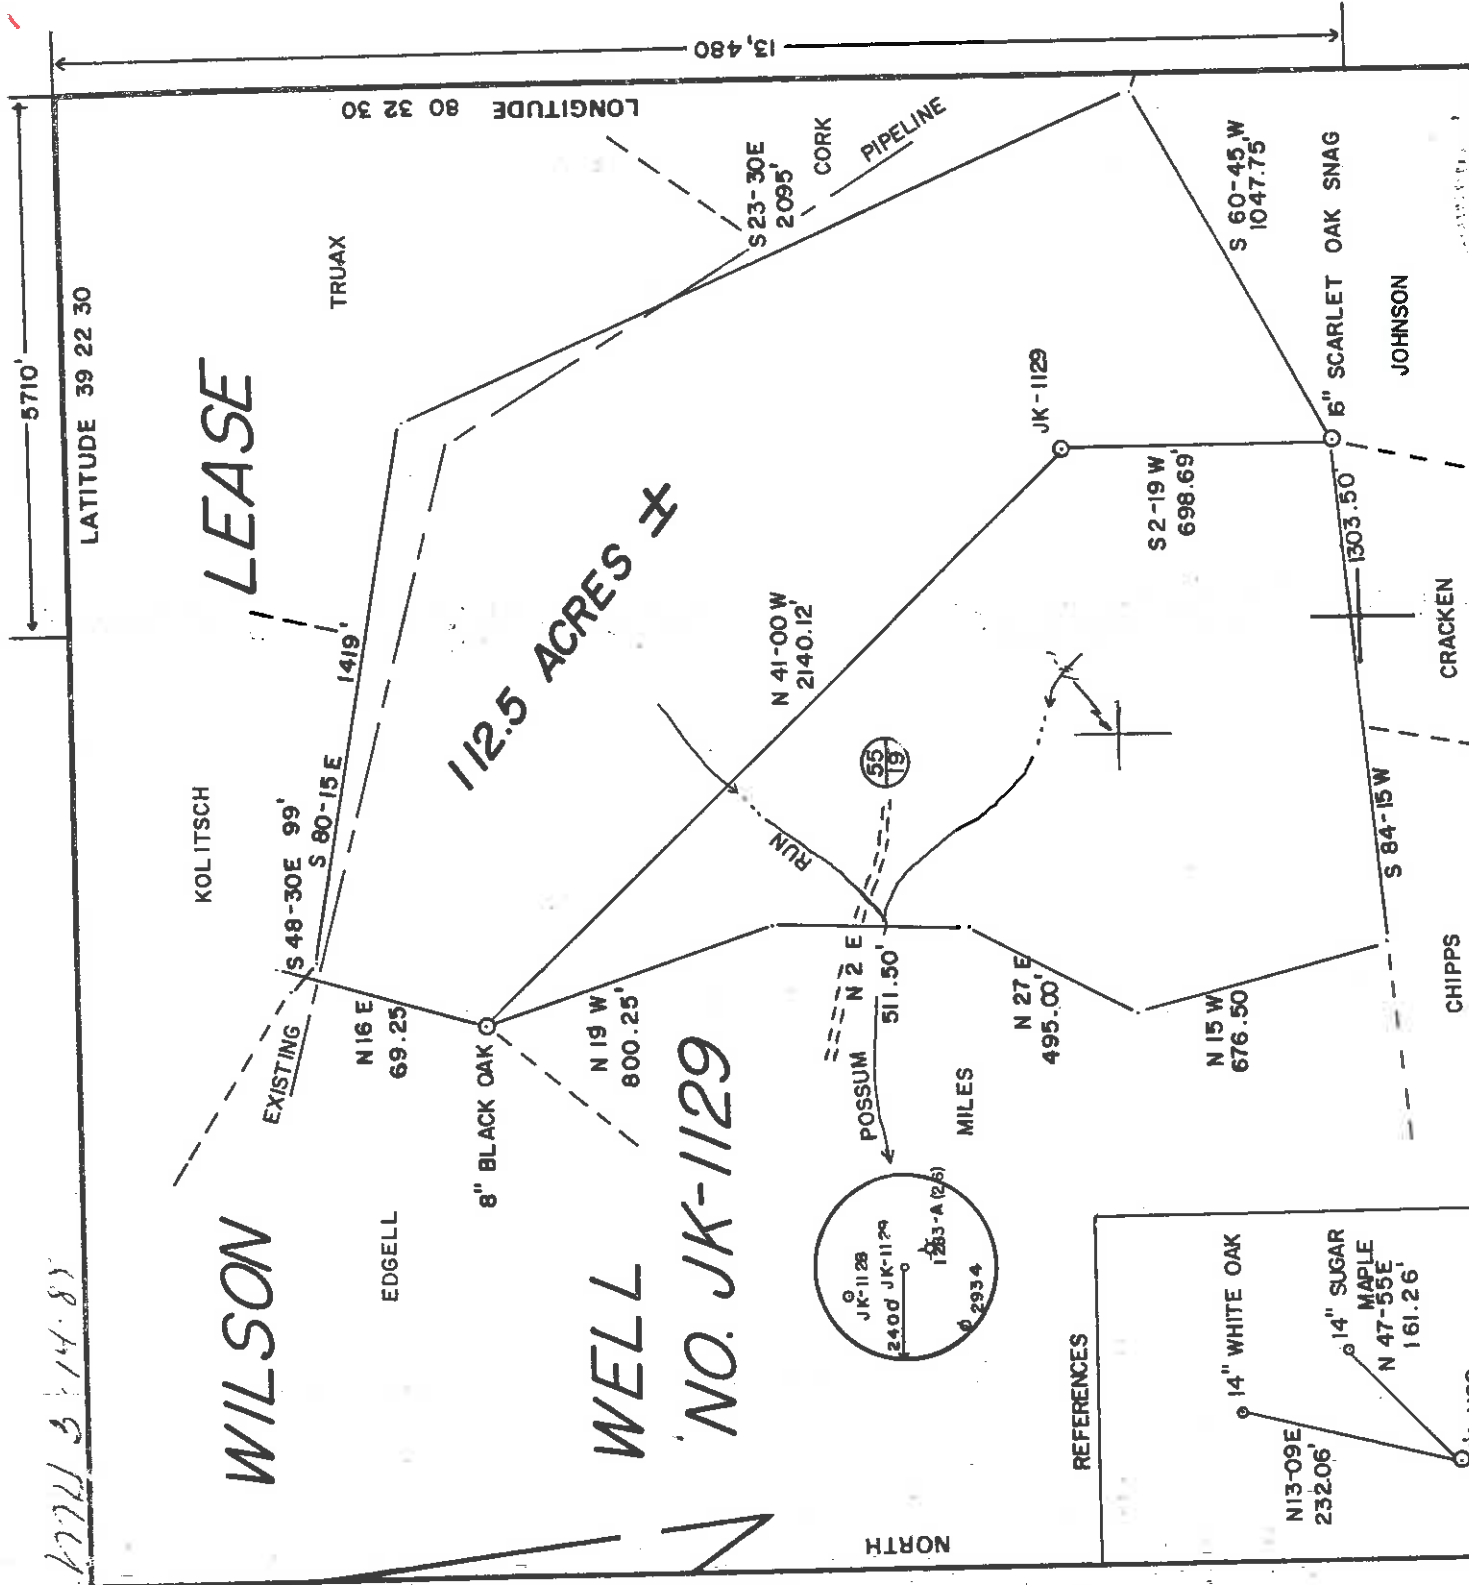 13,480
5710'
LATITUDE 39 22 30
LONGITUDE 80 32 30
WILSON LEASE
TRUAX
KOLITSCH
EDGELL
CORK
PIPELINE
EXISTING
S 48-30E 99'
S 80-15 E
1419'
S 23-30E
2095'
S 60-45 W
1047.75'
16" SCARLET OAK SNAG
JOHNSON
112.5 ACRES ±
JK-1129
S 2-19 W
698.69'
N 41-00 W
2140.12'
N 16 E
69.25
8" BLACK OAK
N 19 W
800.25'
RUN
55
19
N 2 E
511.50'
POSSUM
N 27 E
495.00'
MILES
N 15 W
676.50
S 84-15 W
1303.50'
CRACKEN
CHIPPS
WELL
NO. JK-1129
JK-1128
2400' JK-1129
1283-A (26)
2934
REFERENCES
14" WHITE OAK
14" SUGAR
MAPLE
N 47-55E
161.26'
N13-09E
232.06'
NORTH